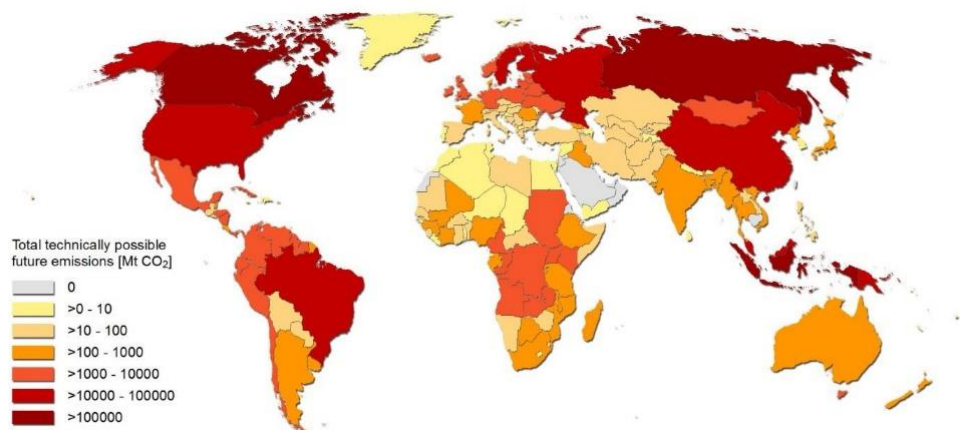 Total technically possible
future emissions [Mt CO₂]
0
>0 - 10
>10 - 100
>100 - 1000
>1000 - 10000
>10000 - 100000
>100000